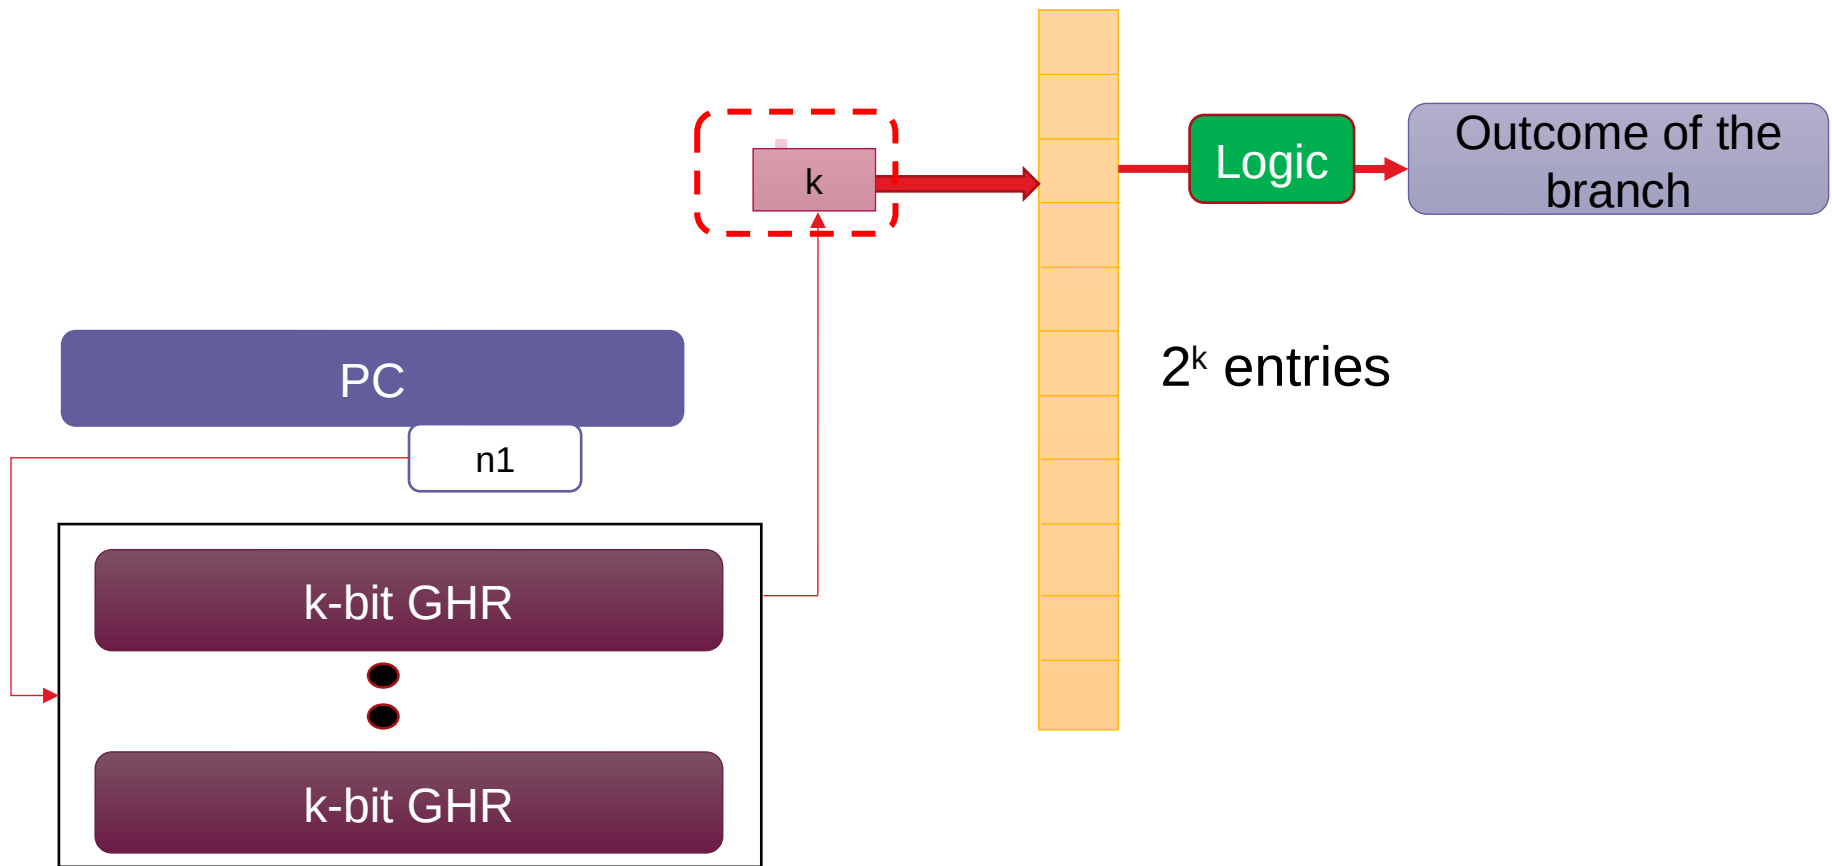 k
Logic
Outcome of the
branch
PC
2ᵏ entries
n1
k-bit GHR
k-bit GHR